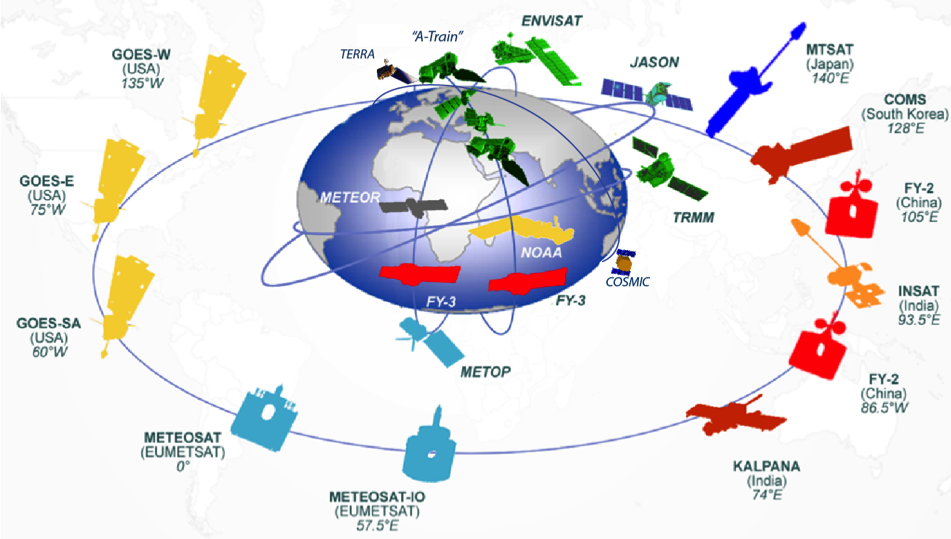 ENVISAT
"A-Train"
TERRA
GOES-W
(USA)
135°W
JASON
MTSAT
(Japan)
140°E
COMS
(South Korea)
128°E
GOES-E
(USA)
75°W
METEOR
TRMM
FY-2
(China)
105°E
NOAA
COSMIC
FY-3
FY-3
INSAT
(India)
93.5°E
GOES-SA
(USA)
60°W
METOP
FY-2
(China)
86.5°W
METEOSAT
(EUMETSAT)
0°
KALPANA
(India)
74°E
METEOSAT-IO
(EUMETSAT)
57.5°E